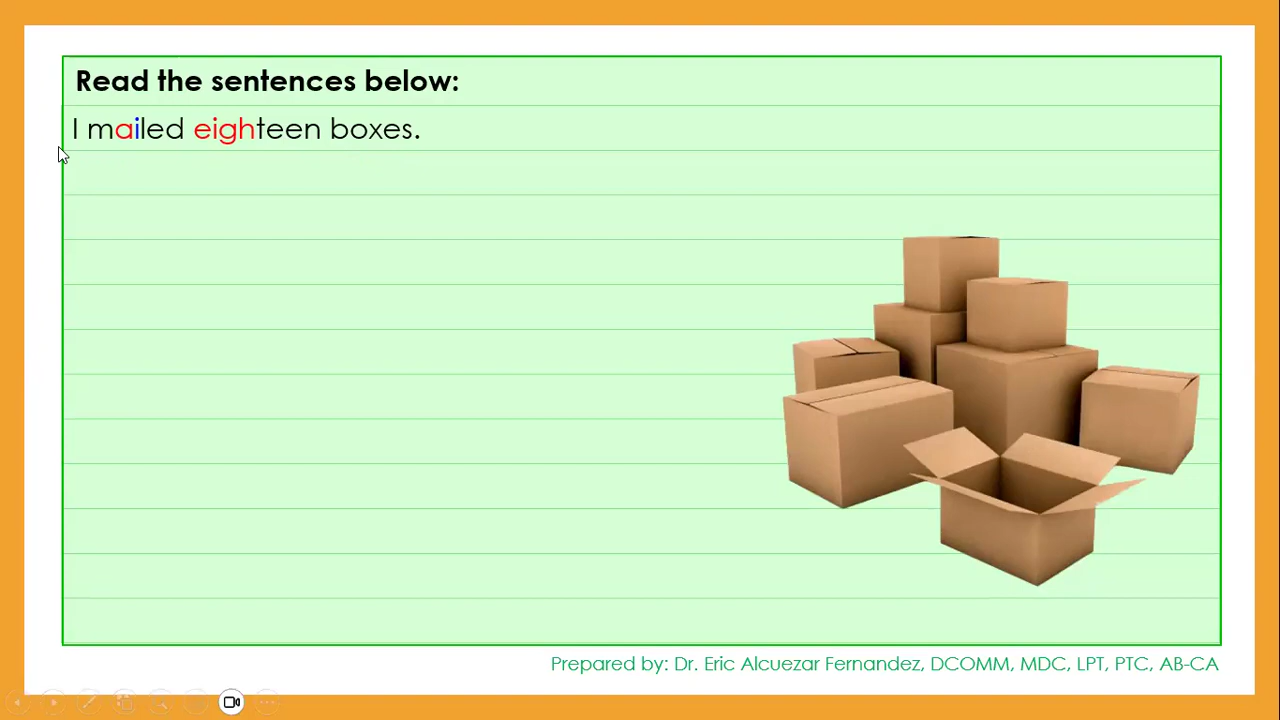 Read the sentences below:
I mailed eighteen boxes.
Prepared by: Dr. Eric Alcuezar Fernandez, DCOMM, MDC, LPT, PTC, AB-CA